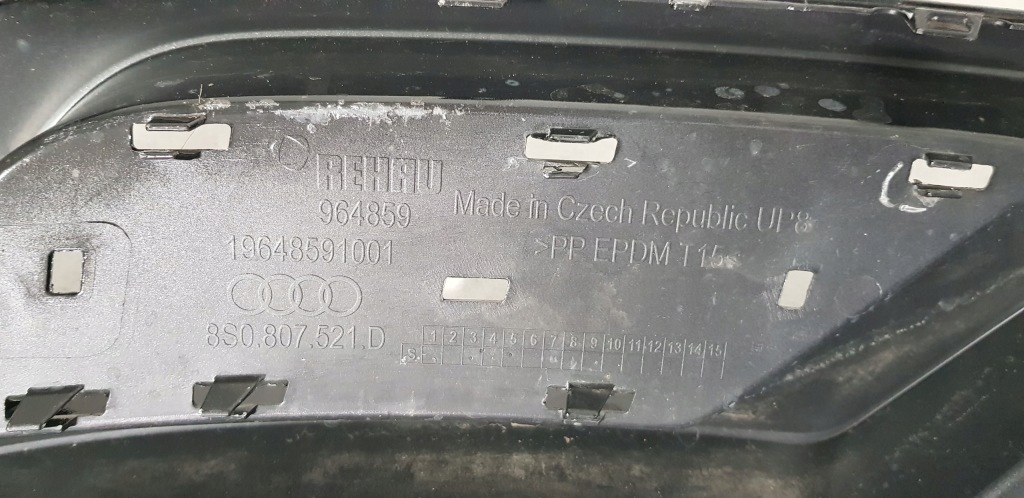 REHAU
964859
Made in Czech Republic UP8
19648591001
>PP EPDM T15<
8S0.807.521.D
1 2 3 4 5 6 7 8 9 10 11 12 13 14 15
S.